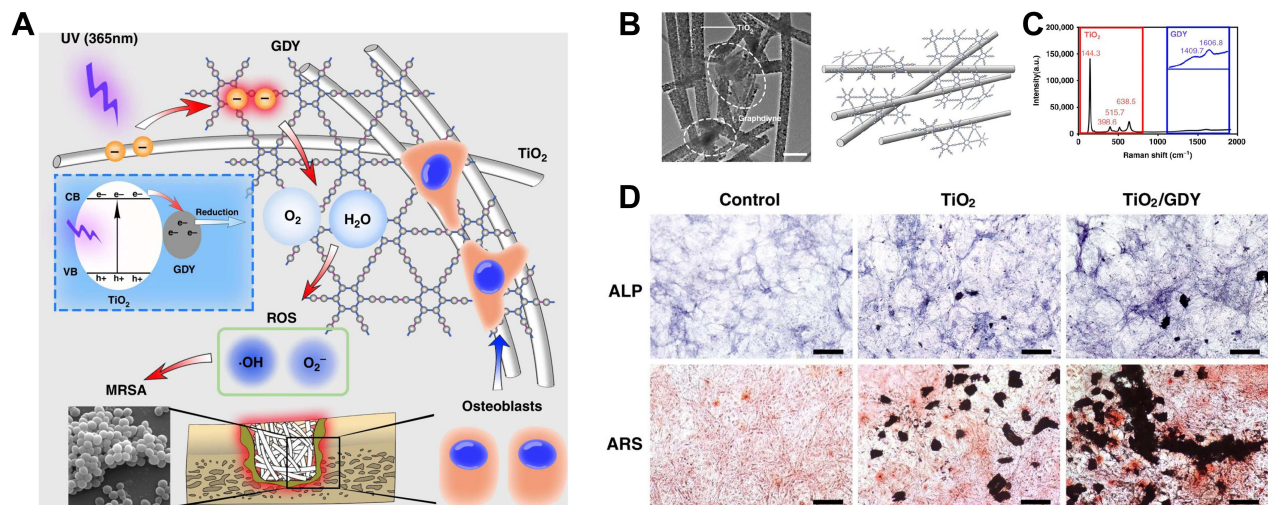 A
UV (365nm)
GDY
TiO₂
CB
e– e– e–
Reduction
e–
e– e–
GDY
VB
h+ h+ h+
TiO₂
O₂
H₂O
ROS
·OH
O₂⁻
MRSA
Osteoblasts
B
TiO₂
Graphdiyne
C
200,000
150,000
100,000
50,000
0
Intensity(a.u.)
TiO₂
144.3
398.6
515.7
638.5
GDY
1409.7
1606.8
0 500 1000 1500 2000
Raman shift (cm⁻¹)
D
Control
TiO₂
TiO₂/GDY
ALP
ARS